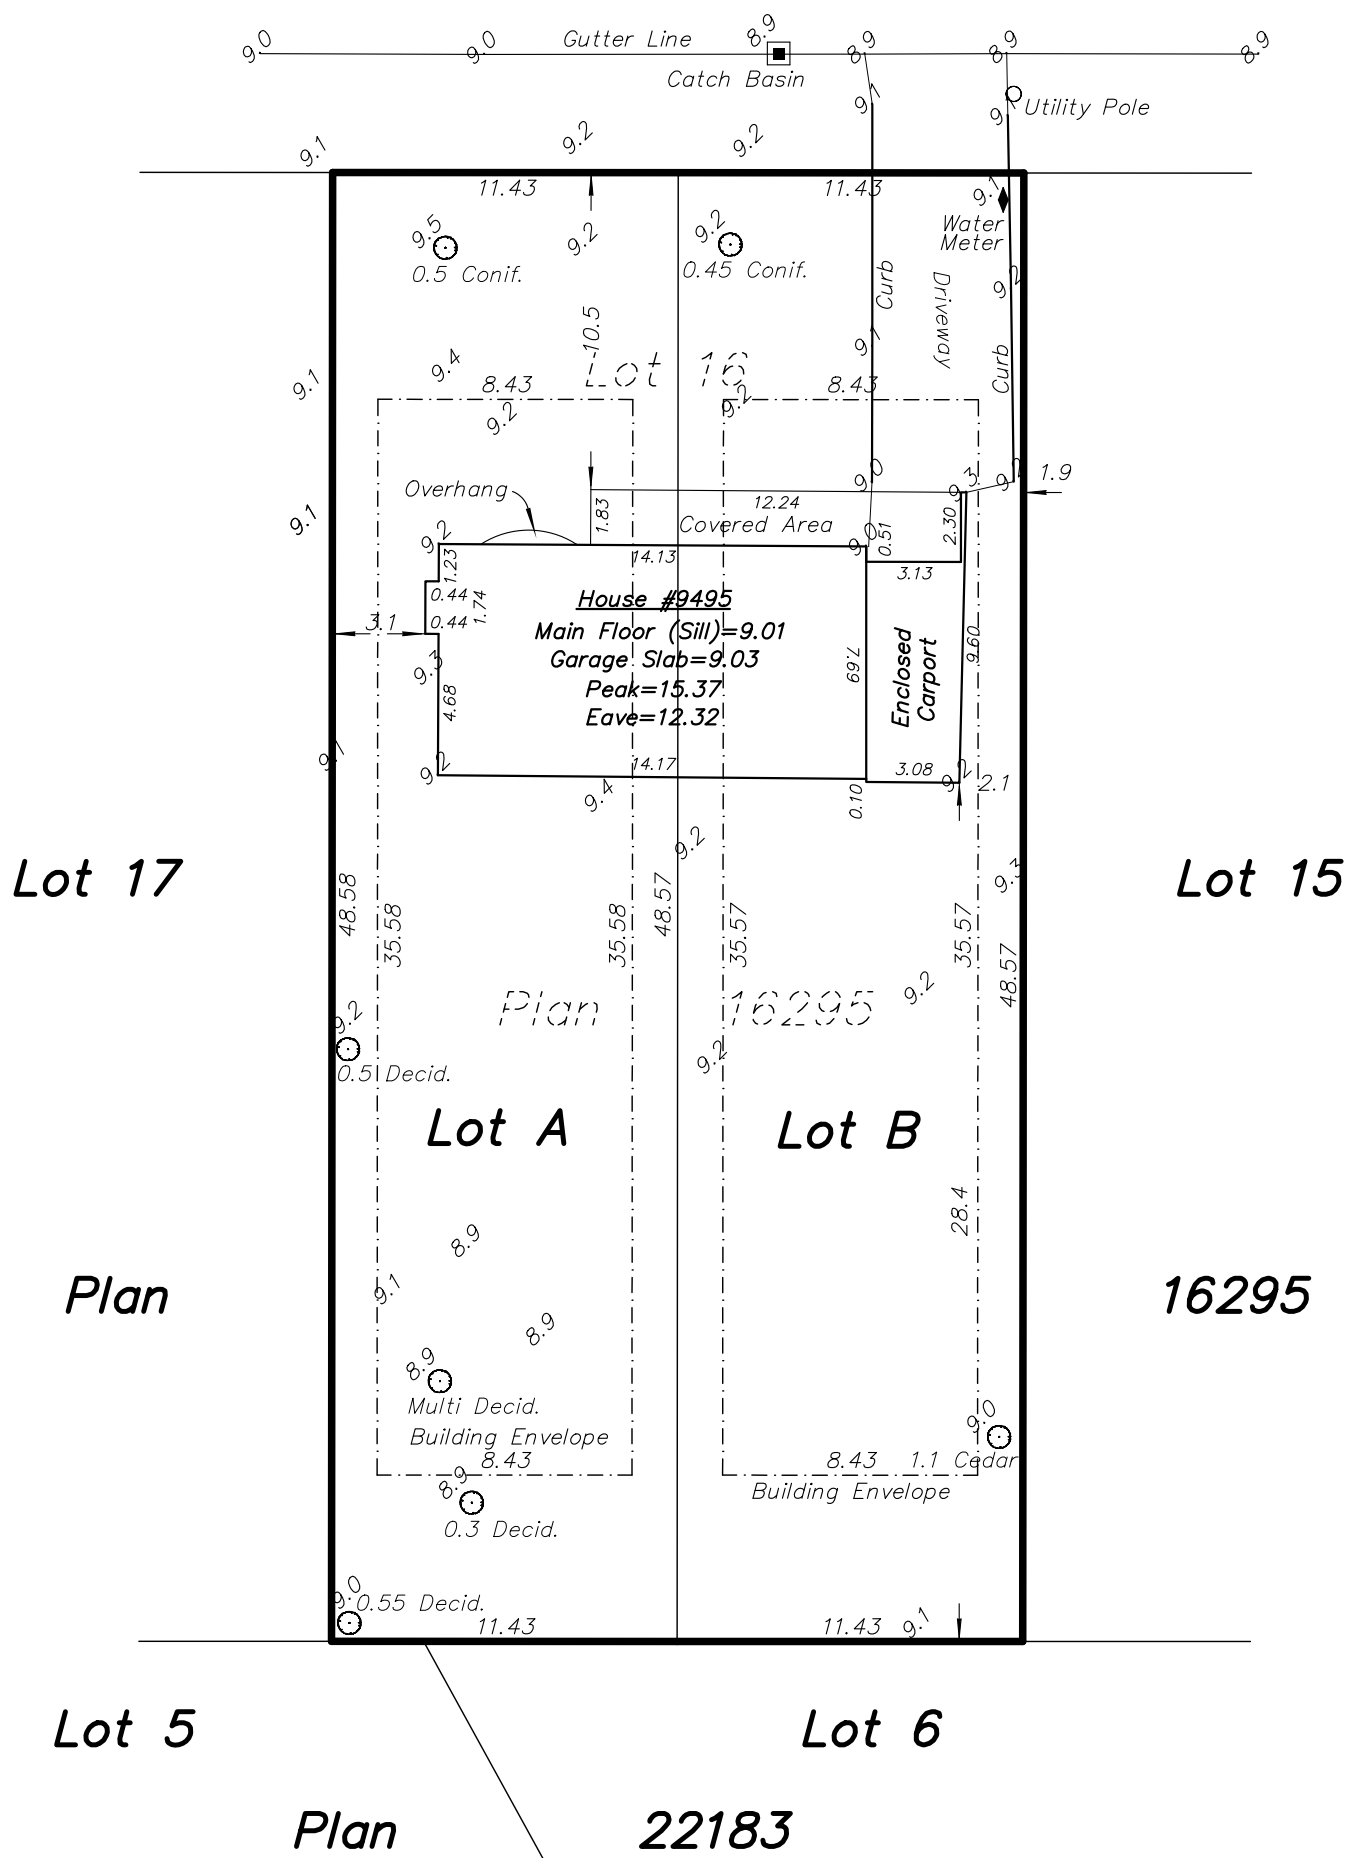 9.0
9.0
Gutter Line
8.9
8.9
8.9
8.9
Catch Basin
9.1
9.1
Utility Pole
9.1
9.2
9.2
11.43
11.43
9.1
Water
Meter
9.5
0.5 Conif.
9.2
9.2
0.45 Conif.
Curb
Driveway
9.2
10.5
9.1
Curb
9.1
9.4
Lot 16
8.43
8.43
9.2
9.2
9.0
9.3
9.2
1.9
Overhang
9.1
1.83
12.24
Covered Area
9.0
0.51
2.30
9.2
1.23
14.13
3.13
0.44
1.74
0.44
3.1
House #9495
Main Floor (Sill)=9.01
Garage Slab=9.03
Peak=15.37
Eave=12.32
7.69
Enclosed
Carport
9.60
9.3
4.68
9.1
9.2
14.17
3.08
9.2
2.1
9.4
0.10
9.2
Lot 17
9.3
Lot 15
48.58
35.58
35.58
48.57
35.57
35.57
48.57
9.2
Plan 16295
9.2
9.2
0.5 Decid.
Lot A
Lot B
28.4
8.9
9.1
Plan
16295
8.9
8.9
Multi Decid.
Building Envelope
8.43
9.0
8.43
1.1 Cedar
8.9
Building Envelope
0.3 Decid.
9.0
0.55 Decid.
11.43
11.43
9.1
Lot 5
Lot 6
Plan
22183